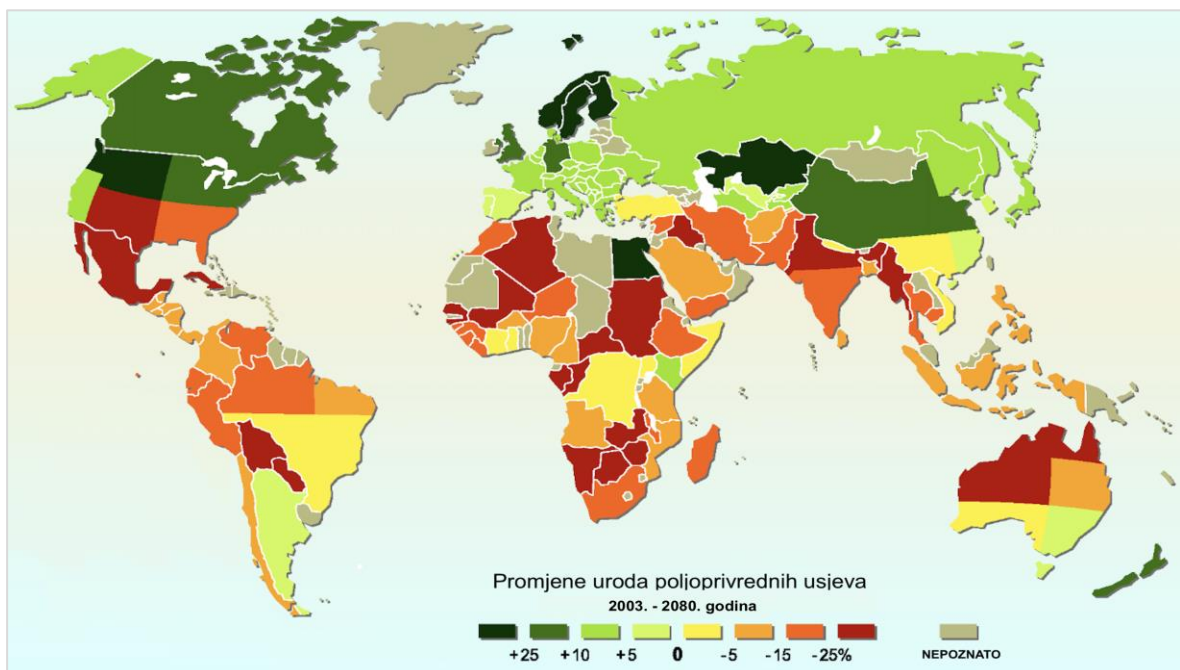 Promjene uroda poljoprivrednih usjeva
2003. - 2080. godina
+25 +10 +5 0 -5 -15 -25% NEPOZNATO